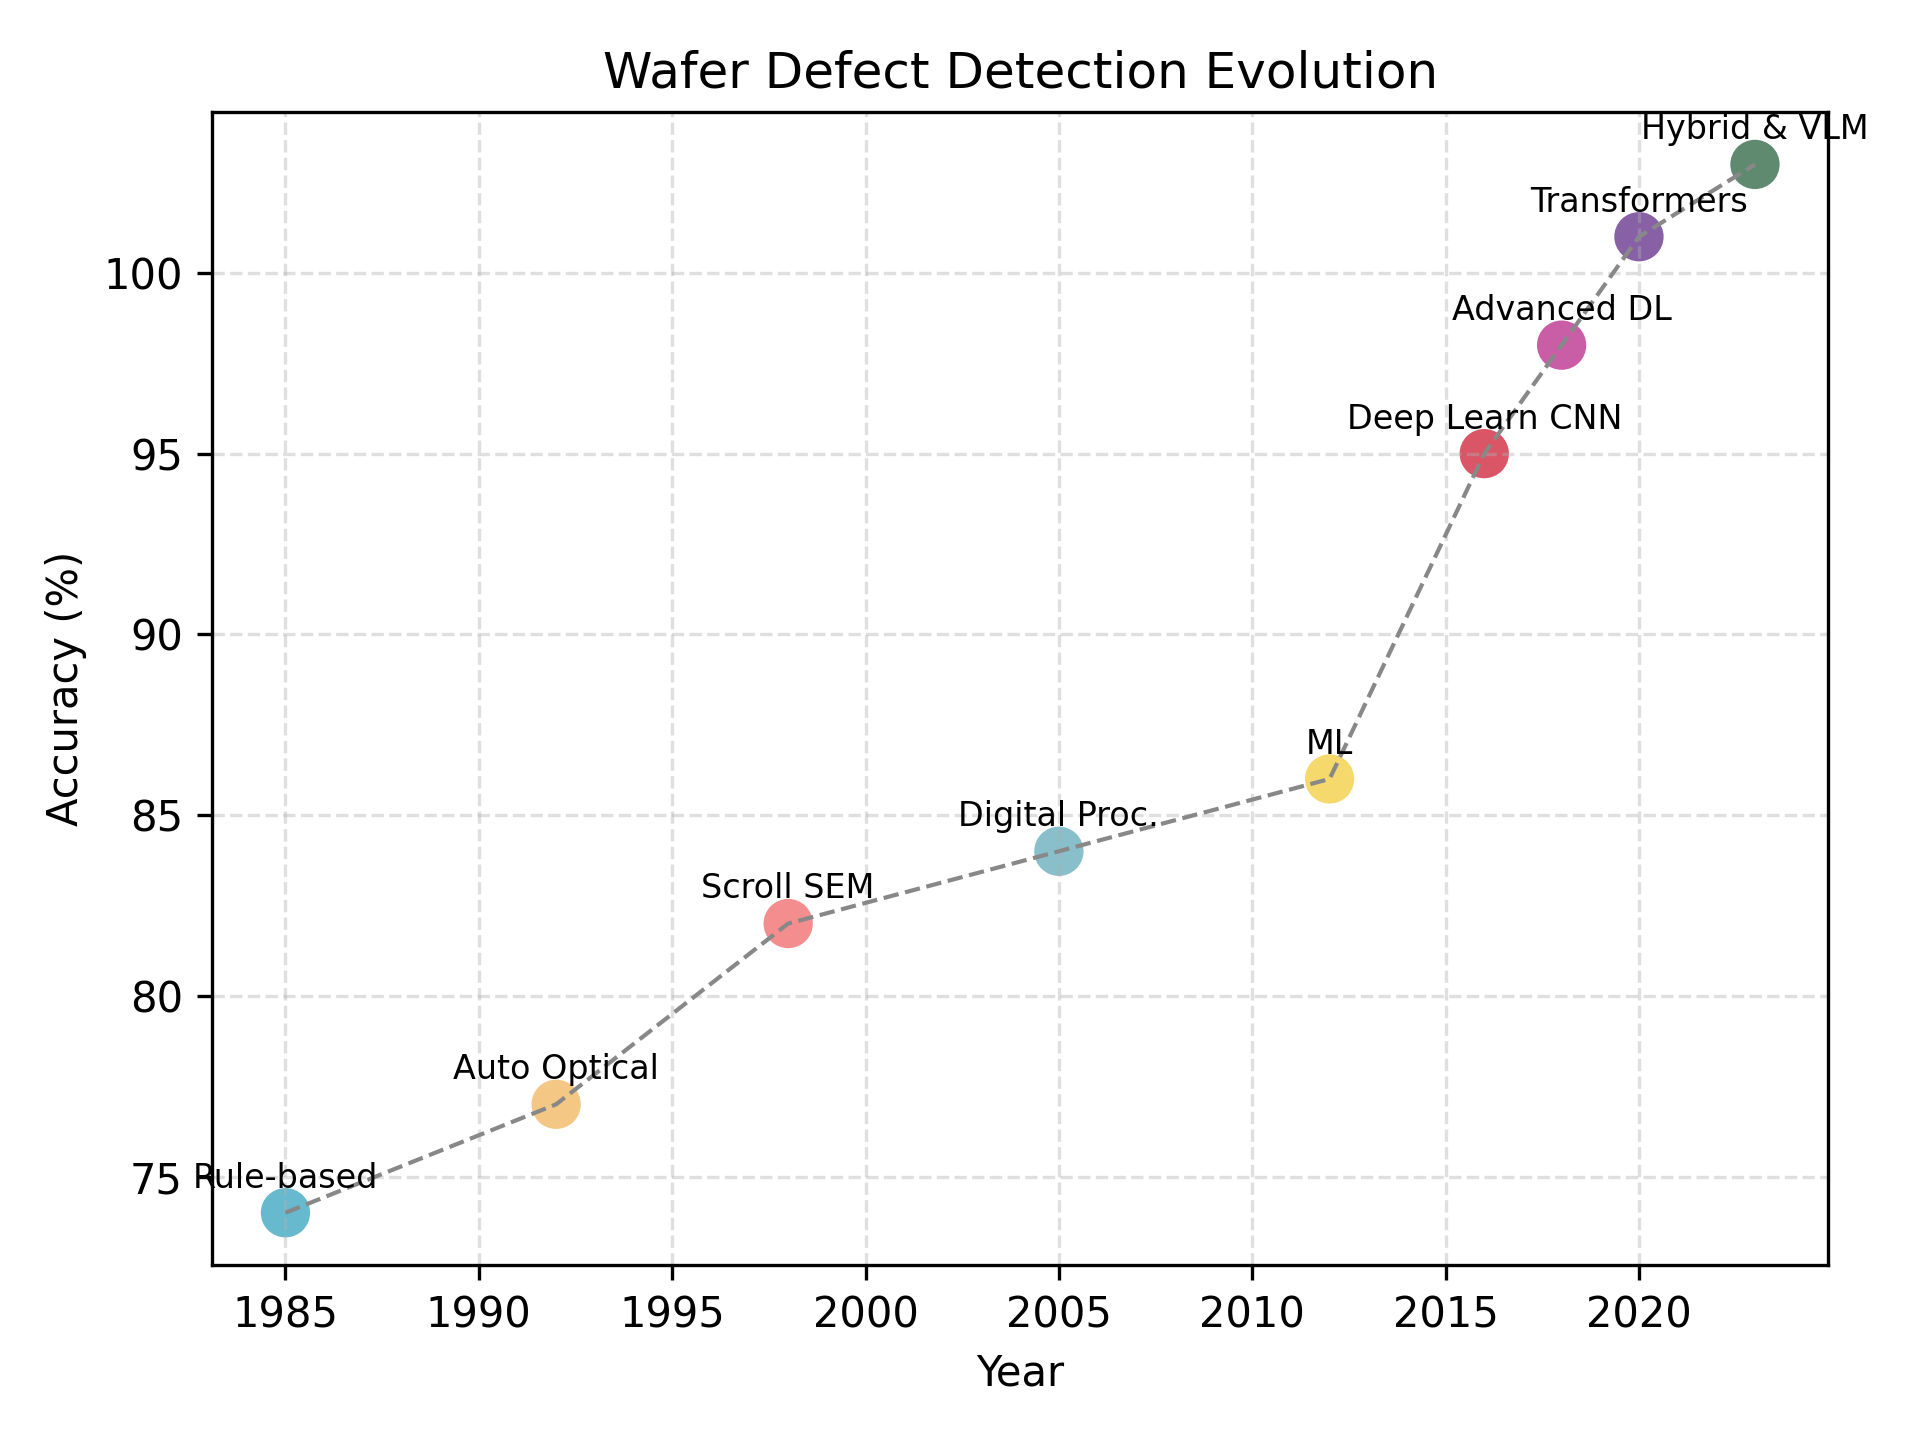 Wafer Defect Detection Evolution
Hybrid & VLM
Transformers
100
Advanced DL
Deep Learn CNN
95
Accuracy (%)
90
ML
85
Digital Proc.
Scroll SEM
80
Auto Optical
75
Rule-based
1985 1990 1995 2000 2005 2010 2015 2020
Year